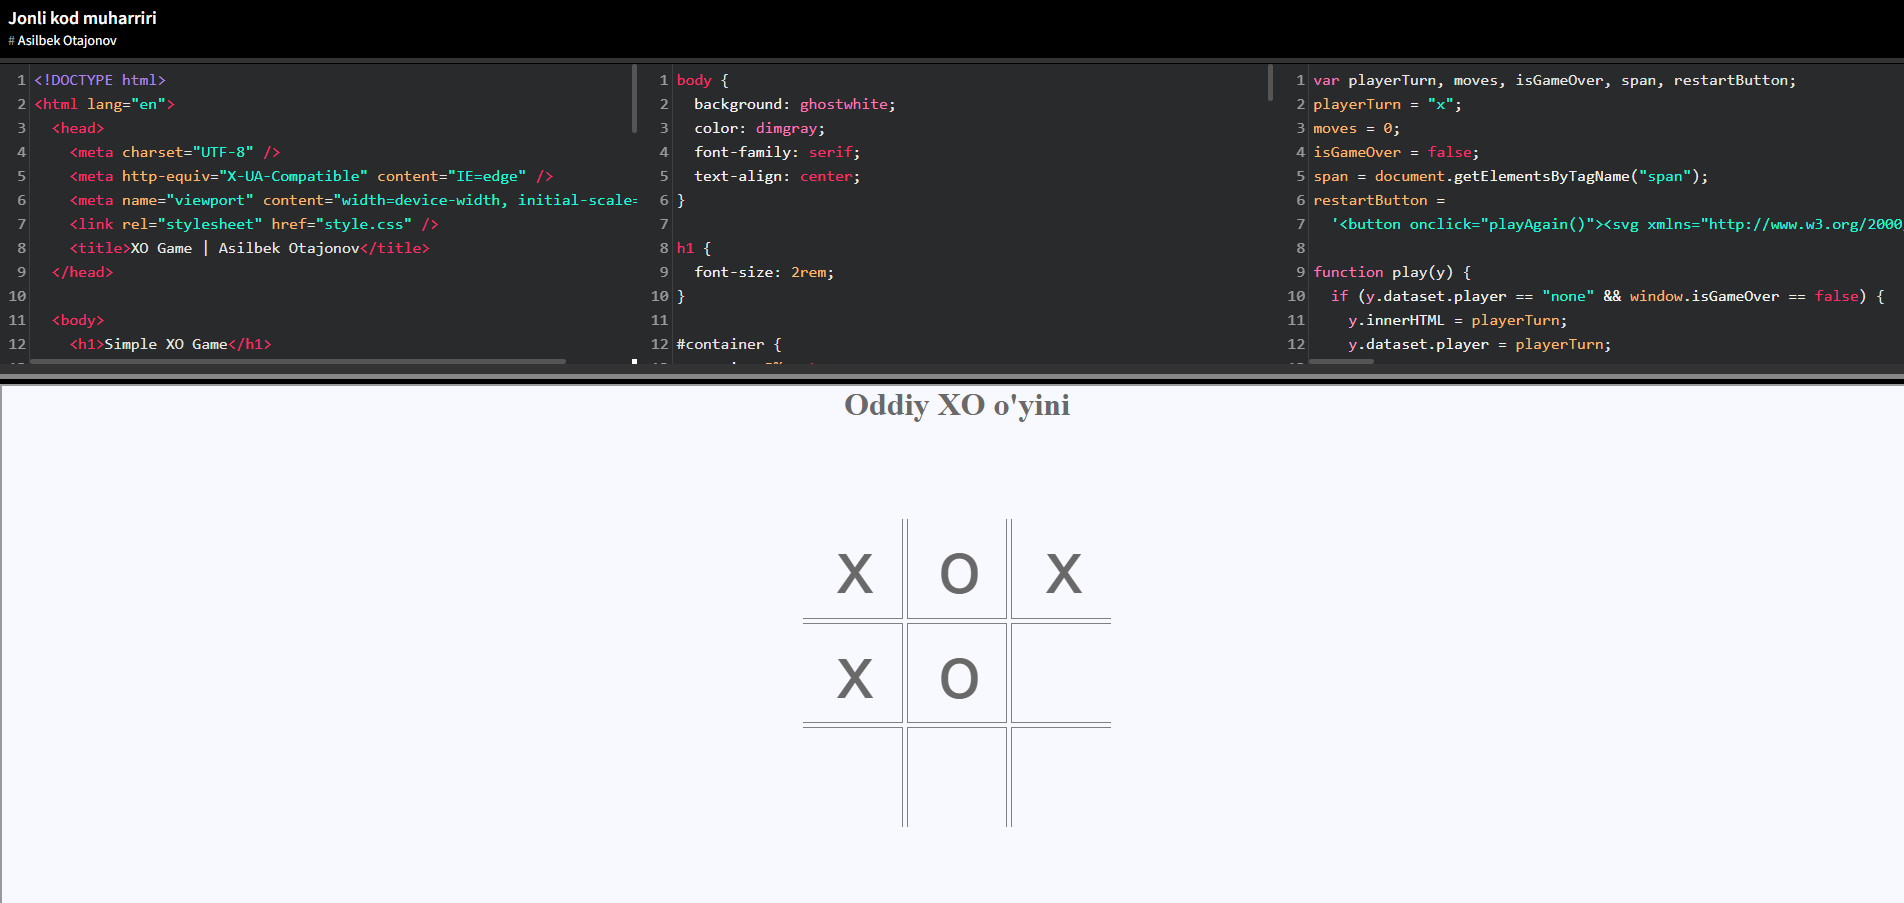 Jonli kod muharriri
# Asilbek Otajonov
1 <!DOCTYPE html>
2 <html lang="en">
3 <head>
4 <meta charset="UTF-8" />
5 <meta http-equiv="X-UA-Compatible" content="IE=edge" />
6 <meta name="viewport" content="width=device-width, initial-scale=
7 <link rel="stylesheet" href="style.css" />
8 <title>XO Game | Asilbek Otajonov</title>
9 </head>
10
11 <body>
12 <h1>Simple XO Game</h1>
1 body {
2 background: ghostwhite;
3 color: dimgray;
4 font-family: serif;
5 text-align: center;
6 }
7
8 h1 {
9 font-size: 2rem;
10 }
11
12 #container {
1 var playerTurn, moves, isGameOver, span, restartButton;
2 playerTurn = "x";
3 moves = 0;
4 isGameOver = false;
5 span = document.getElementsByTagName("span");
6 restartButton =
7 '<button onclick="playAgain()"><svg xmlns="http://www.w3.org/2000
8
9 function play(y) {
10 if (y.dataset.player == "none" && window.isGameOver == false) {
11 y.innerHTML = playerTurn;
12 y.dataset.player = playerTurn;
Oddiy XO o'yini
X O X
X O